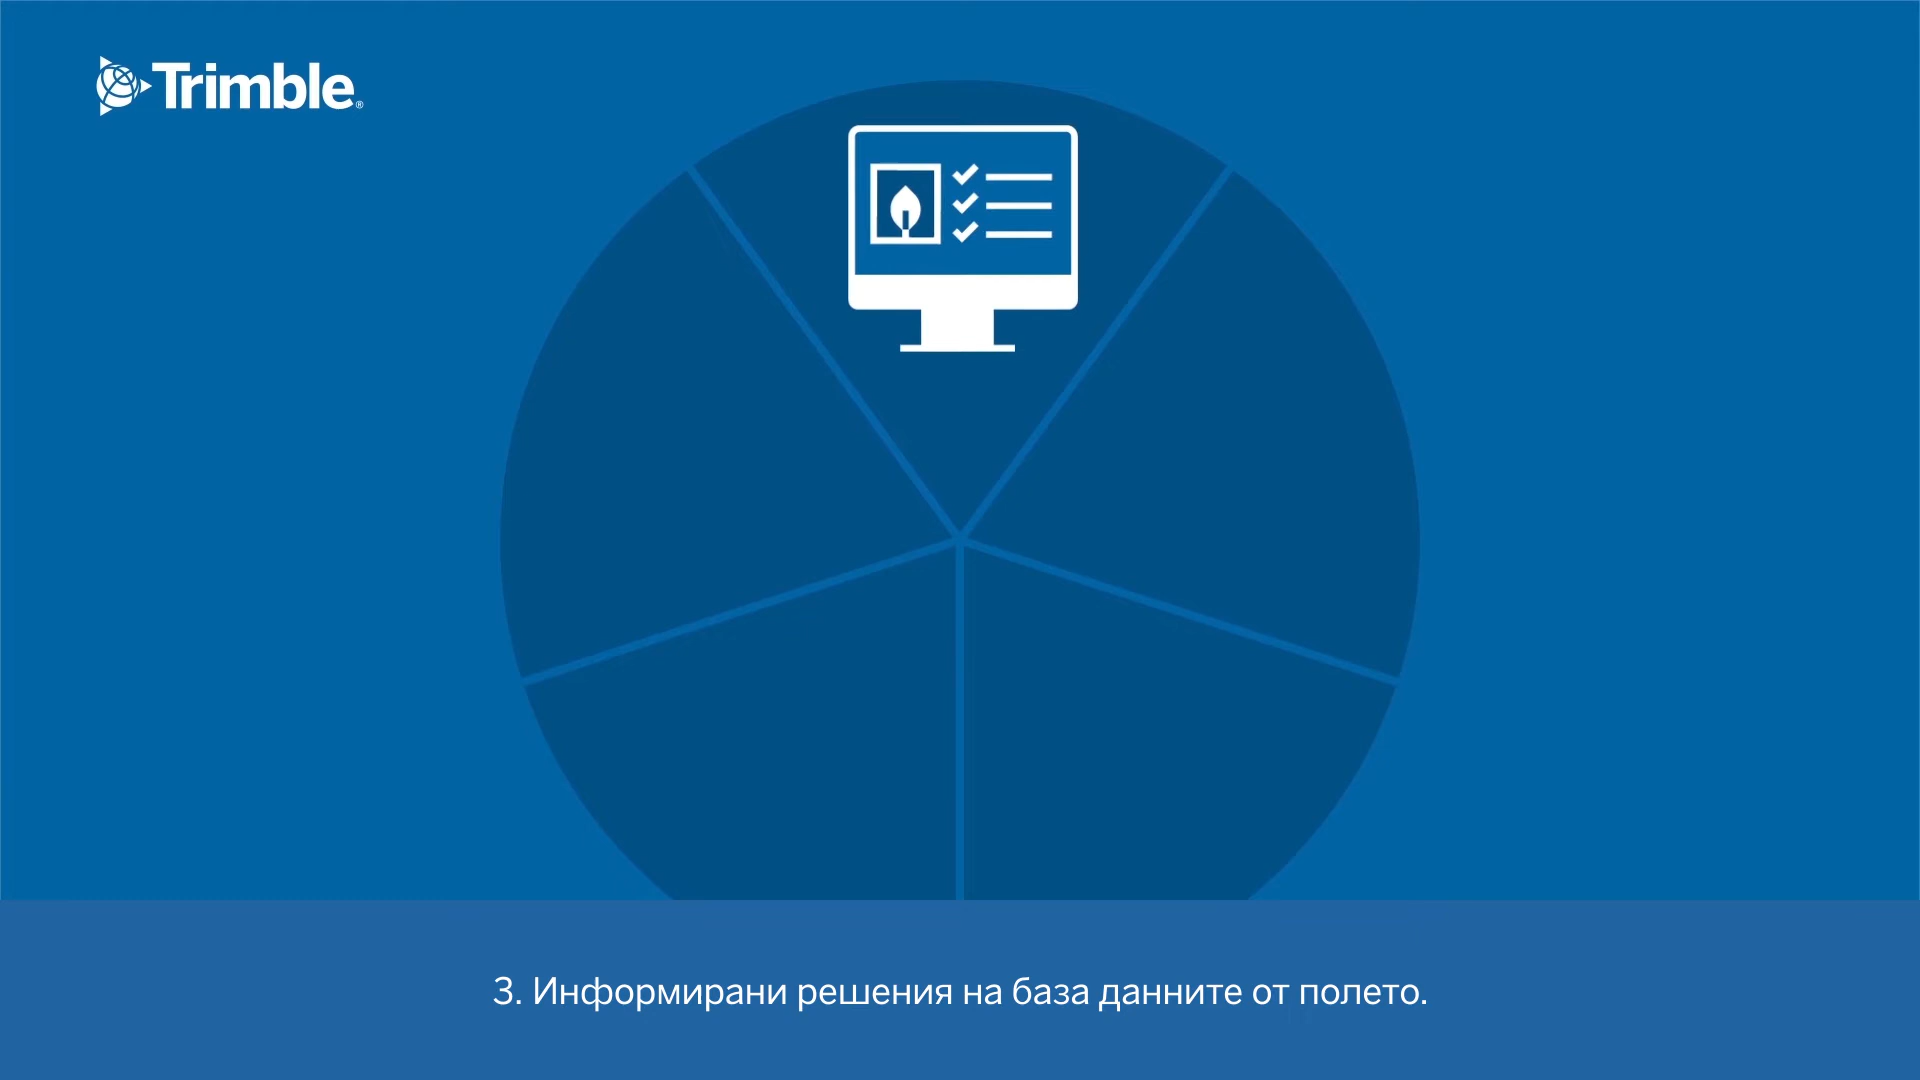 Trimble®
3. Информирани решения на база данните от полето.